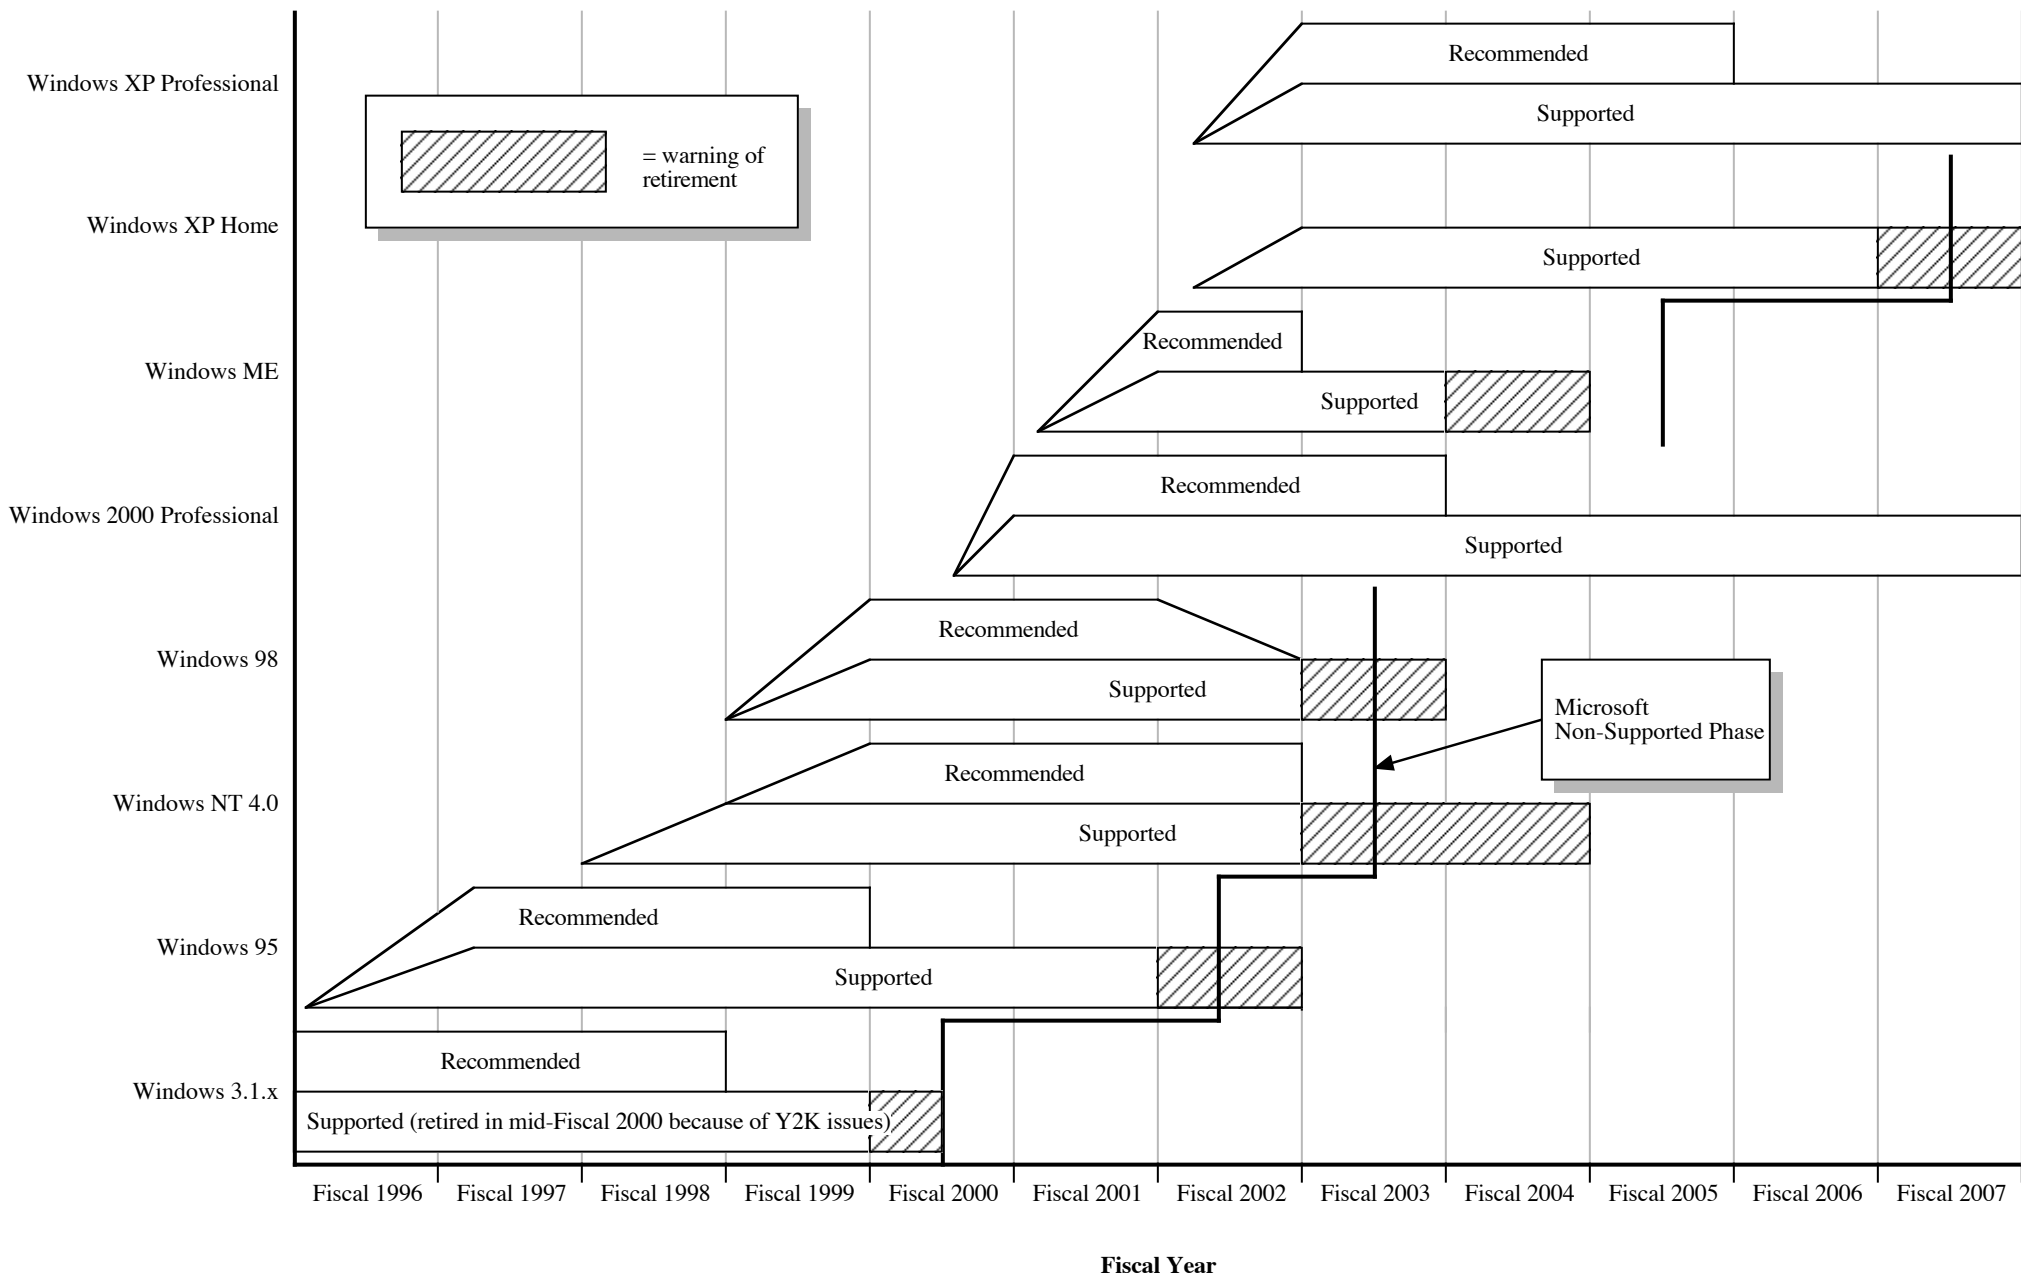 Recommended
Windows XP Professional
Supported
= warning of
retirement
Windows XP Home
Supported
Recommended
Windows ME
Supported
Recommended
Windows 2000 Professional
Supported
Recommended
Windows 98
Supported
Microsoft
Non-Supported Phase
Recommended
Windows NT 4.0
Supported
Recommended
Windows 95
Supported
Recommended
Windows 3.1.x
Supported (retired in mid-Fiscal 2000 because of Y2K issues)
Fiscal 1996 Fiscal 1997 Fiscal 1998 Fiscal 1999 Fiscal 2000 Fiscal 2001 Fiscal 2002 Fiscal 2003 Fiscal 2004 Fiscal 2005 Fiscal 2006 Fiscal 2007
Fiscal Year